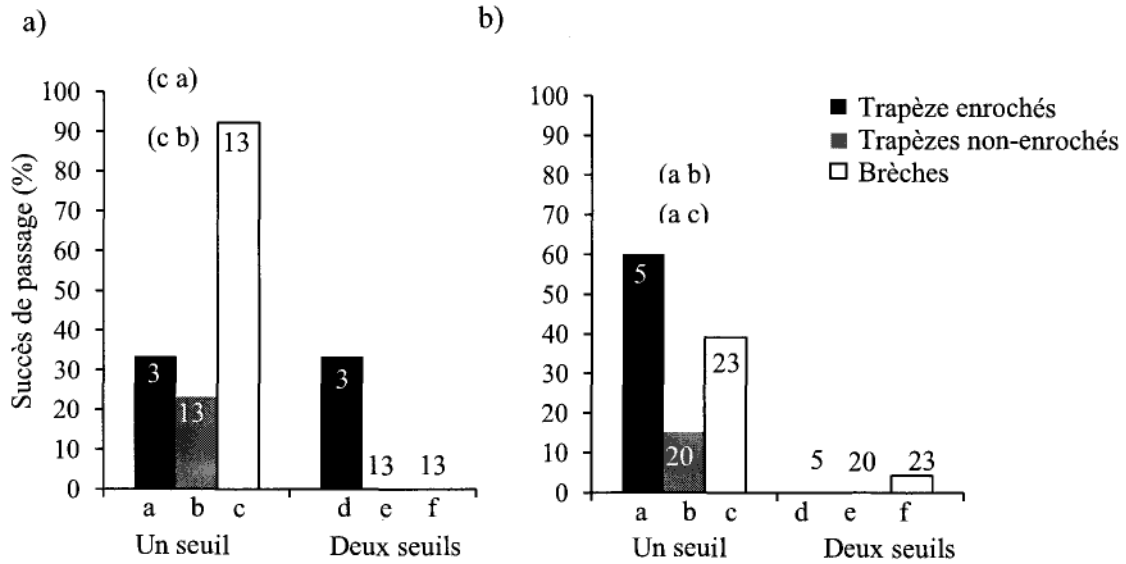 a)
Succès de passage (%)
100
90
80
70
60
50
40
30
20
10
0
(c a)
(c b)
3
13
13
3
13
13
a b c d e f
Un seuil Deux seuils
b)
100
90
80
70
60
50
40
30
20
10
0
(a b)
(a c)
5
20
23
5 20 23
a b c d e f
Un seuil Deux seuils
Trapèze enrochés
Trapèzes non-enrochés
Brèches